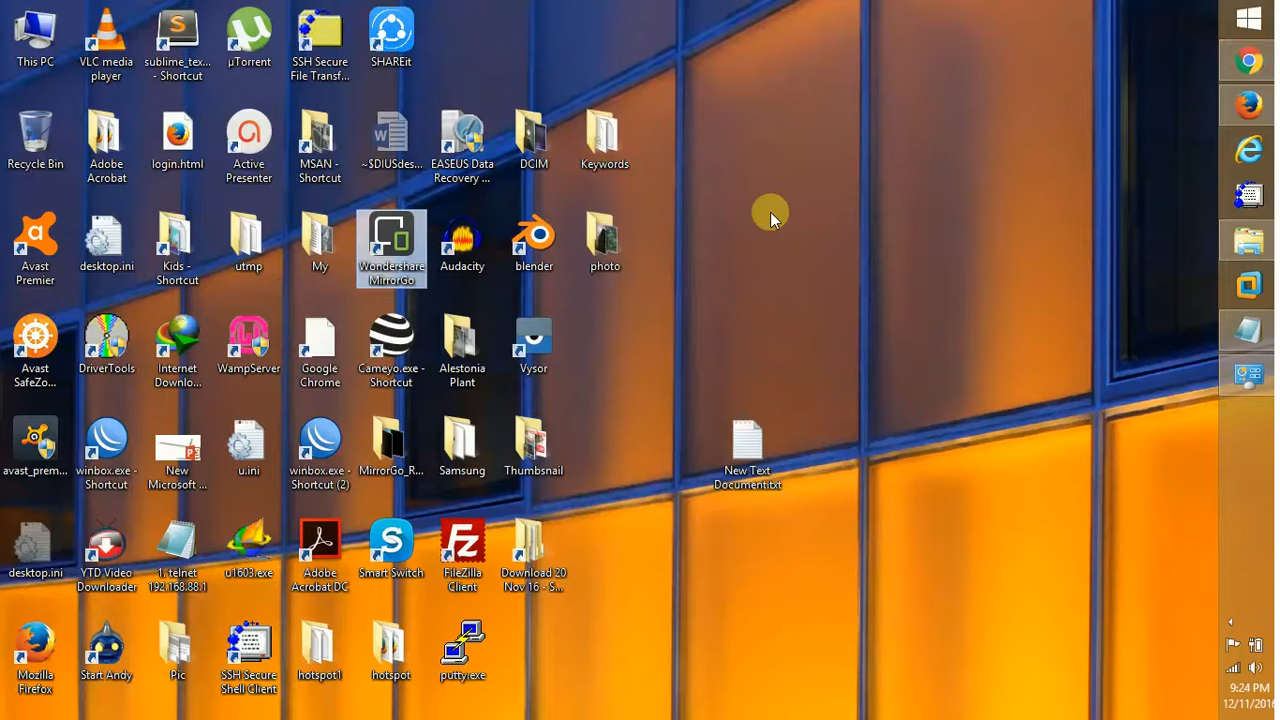 This PC
VLC media
player
sublime_tex...
- Shortcut
µTorrent
SSH Secure
File Transf...
SHAREit
Recycle Bin
Adobe
Acrobat
login.html
Active
Presenter
MSAN -
Shortcut
~$DIUSdes...
EASEUS Data
Recovery ...
DCIM
Keywords
Avast
Premier
desktop.ini
Kids -
Shortcut
utmp
My
Wondershare
MirrorGo
Audacity
blender
photo
Avast
SafeZo...
DriverTools
Internet
Downlo...
WampServer
Google
Chrome
Cameyo.exe -
Shortcut
Alestonia
Plant
Vysor
avast_prem...
winbox.exe -
Shortcut
New
Microsoft ...
u.ini
winbox.exe -
Shortcut (2)
MirrorGo_R...
Samsung
Thumbsnail
New Text
Document.txt
desktop.ini
YTD Video
Downloader
1. telnet
192.168.88.1
u1603.exe
Adobe
Acrobat DC
Smart Switch
FileZilla
Client
Download 20
Nov 16 - S...
Mozilla
Firefox
Start Andy
Pic
SSH Secure
Shell Client
hotspot1
hotspot
putty.exe
9:24 PM
12/11/2016